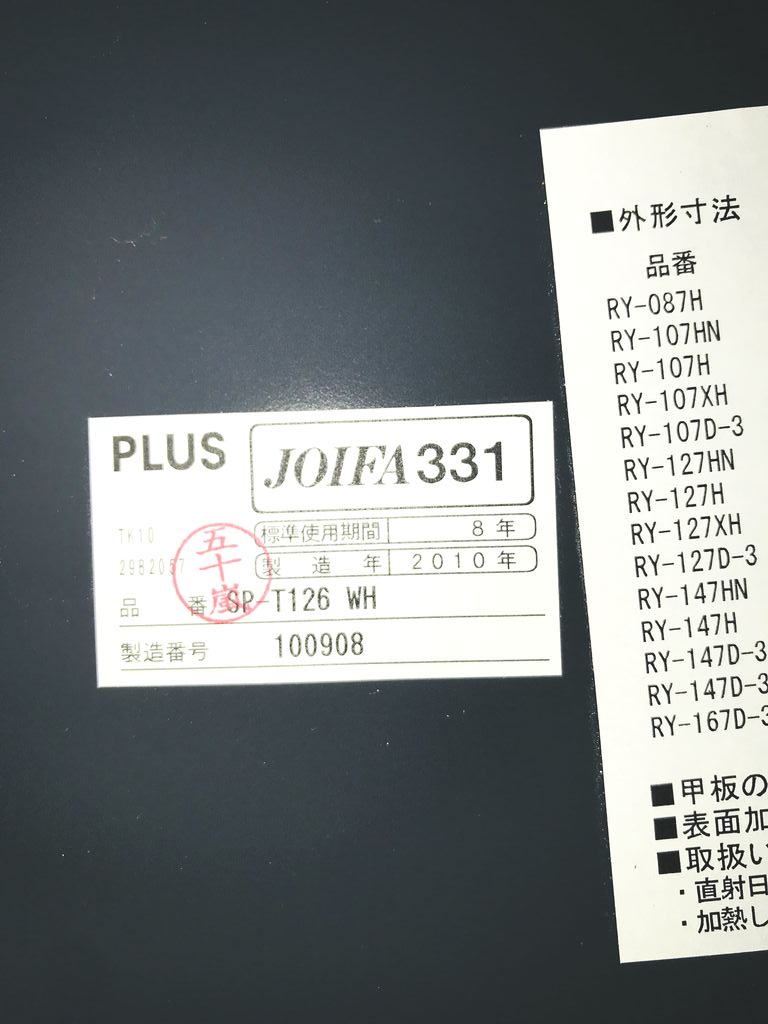 PLUS
JOIFA 331
TK10
標準使用期間 8年
2982057
製造年 2010年
五十嵐
品番 SP-T126 WH
製造番号 100908
■外形寸法
品番
RY-087H
RY-107HN
RY-107H
RY-107XH
RY-107D-3
RY-127HN
RY-127H
RY-127XH
RY-127D-3
RY-147HN
RY-147H
RY-147D-3
RY-147D-3
RY-167D-3
■甲板の
■表面加
■取扱い
・直射日
・加熱し